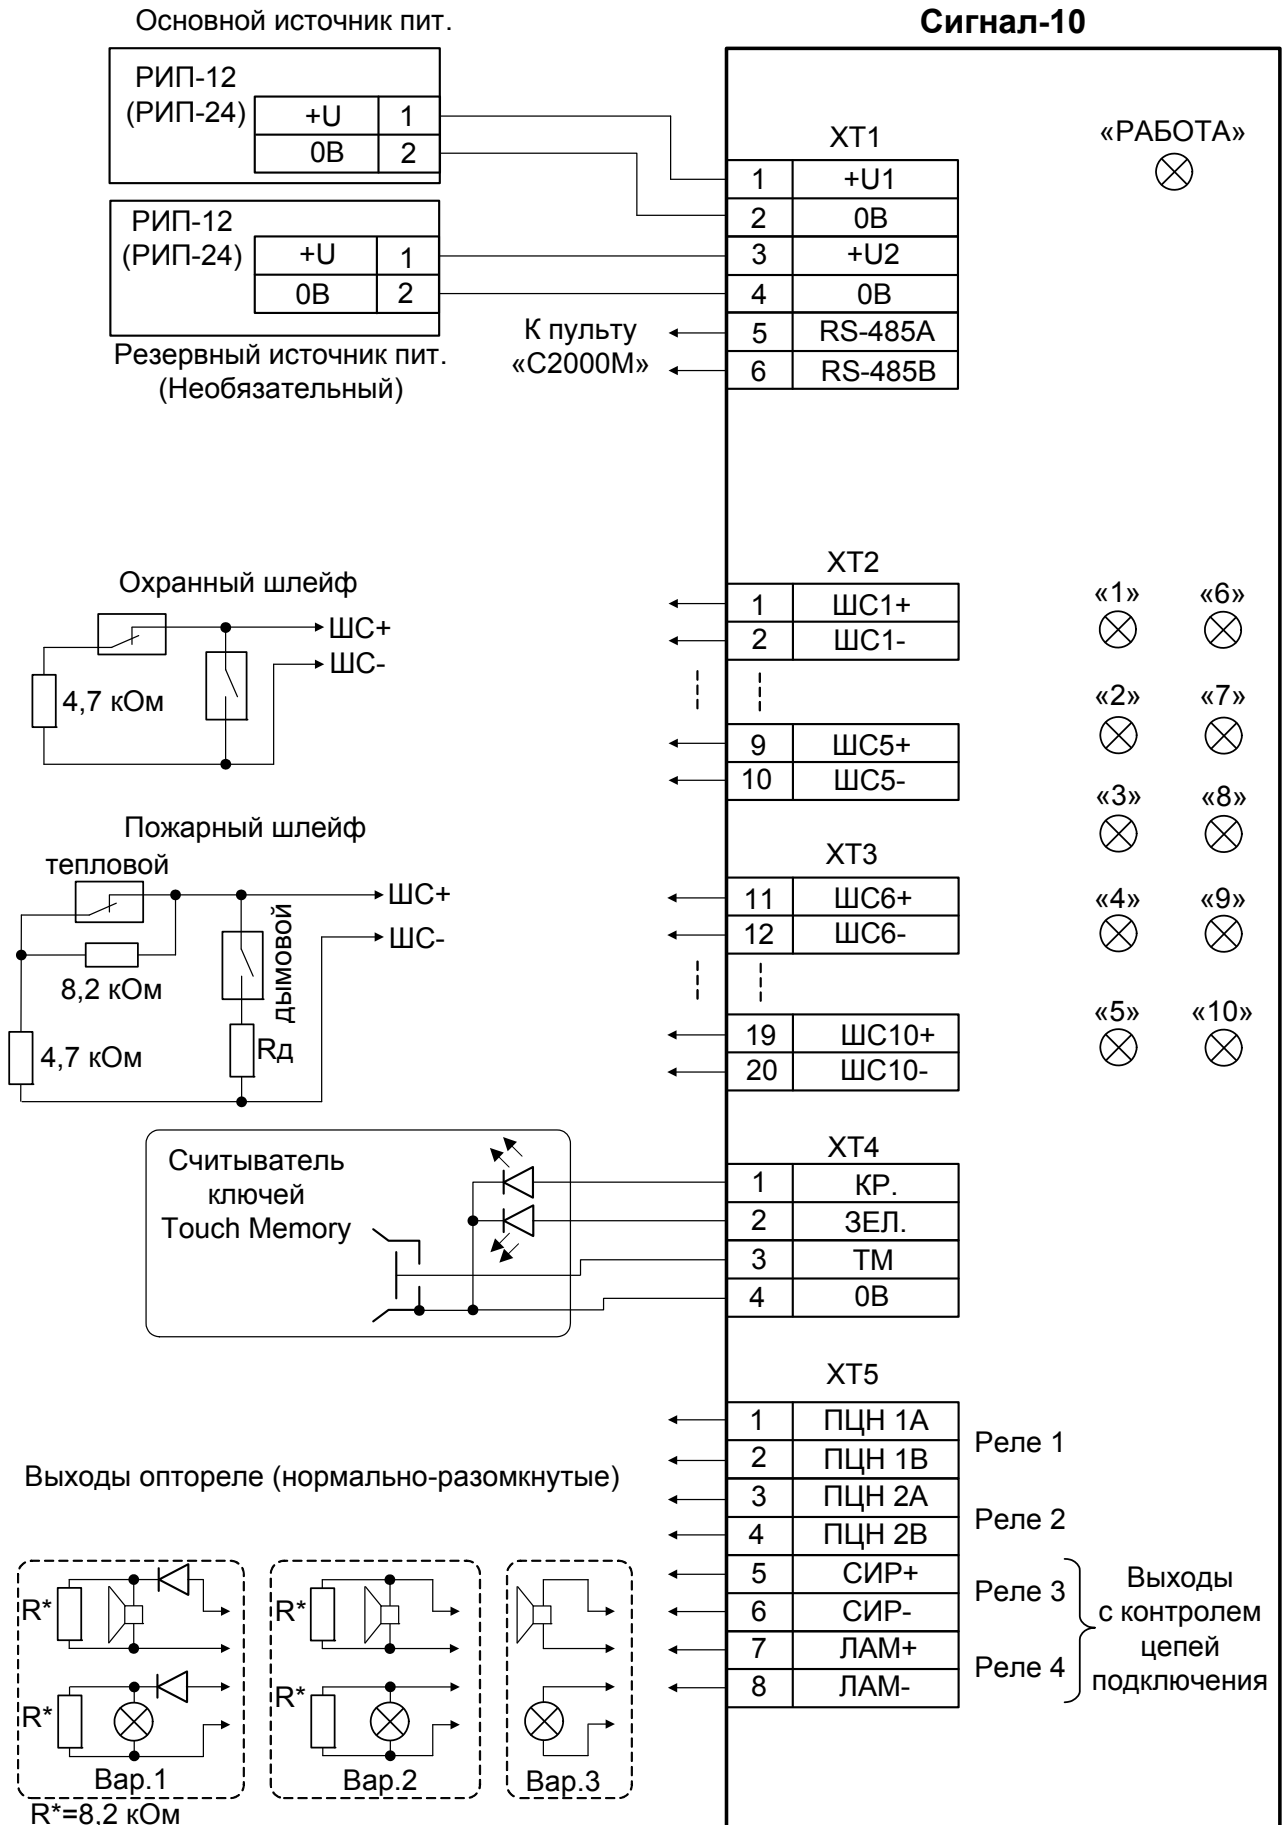 Основной источник пит.
Сигнал-10
РИП-12
(РИП-24)
+U 1
0В 2
РИП-12
(РИП-24)
+U 1
0В 2
Резервный источник пит.
(Необязательный)
К пульту
«С2000М»
ХТ1
1 +U1
2 0В
3 +U2
4 0В
5 RS-485A
6 RS-485B
«РАБОТА»
Охранный шлейф
ШС+
ШС-
4,7 кОм
ХТ2
1 ШС1+
2 ШС1-
9 ШС5+
10 ШС5-
«1» «6»
«2» «7»
«3» «8»
«4» «9»
«5» «10»
Пожарный шлейф
тепловой
ШС+
ШС-
8,2 кОм
дымовой
4,7 кОм
Rд
ХТ3
11 ШС6+
12 ШС6-
19 ШС10+
20 ШС10-
Считыватель
ключей
Touch Memory
ХТ4
1 КР.
2 ЗЕЛ.
3 ТМ
4 0В
ХТ5
1 ПЦН 1А
2 ПЦН 1В
3 ПЦН 2А
4 ПЦН 2В
5 СИР+
6 СИР-
7 ЛАМ+
8 ЛАМ-
Реле 1
Реле 2
Реле 3
Реле 4
Выходы
с контролем
цепей
подключения
Выходы оптореле (нормально-разомкнутые)
R*
R*
Вар.1
R*
R*
Вар.2
Вар.3
R*=8,2 кОм